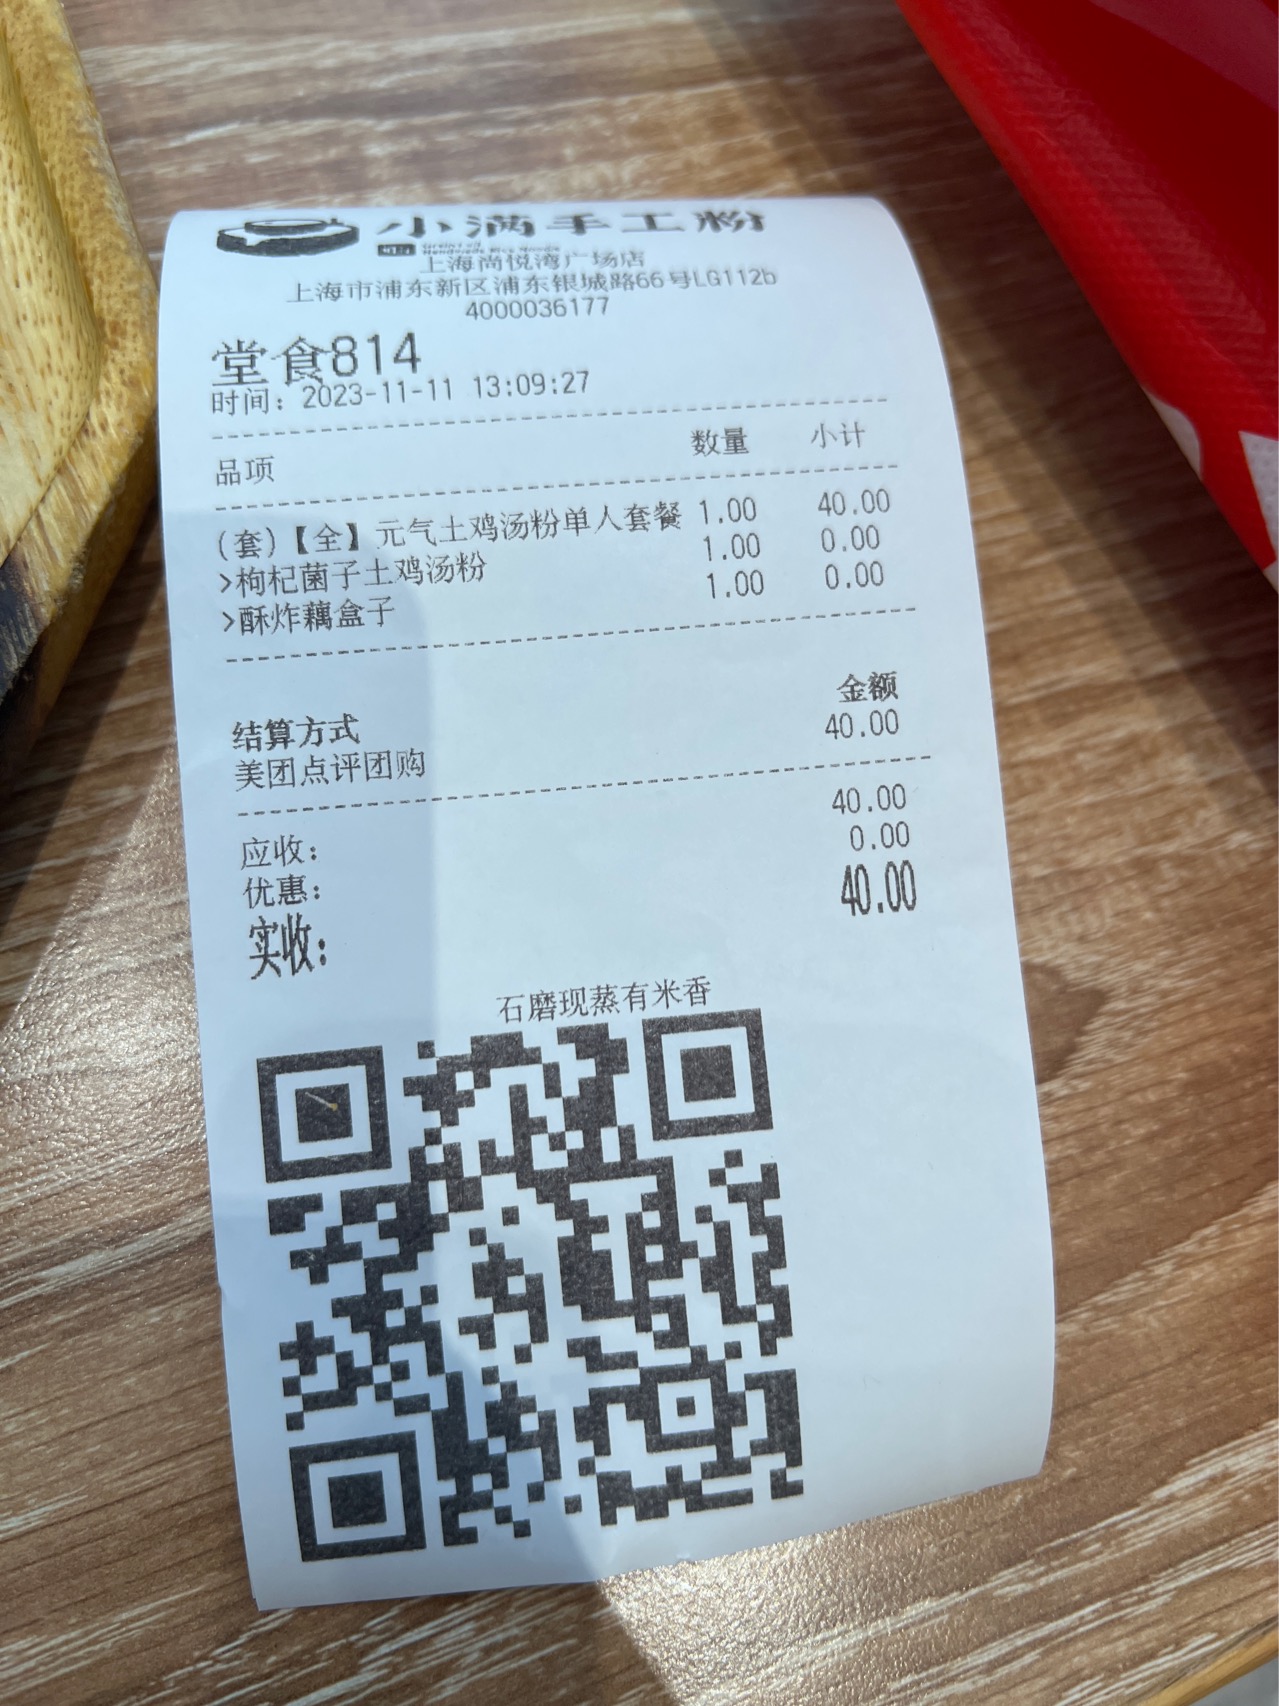 小满手工粉
上海尚悦湾广场店
上海市浦东新区浦东银城路66号LG112b
4000036177
堂食814
时间：2023-11-11 13:09:27
品项 数量 小计
(套)【全】元气土鸡汤粉单人套餐 1.00 40.00
>枸杞菌子土鸡汤粉 1.00 0.00
>酥炸藕盒子 1.00 0.00
结算方式 金额
美团点评团购 40.00
应收： 40.00
优惠： 0.00
实收： 40.00
石磨现蒸有米香